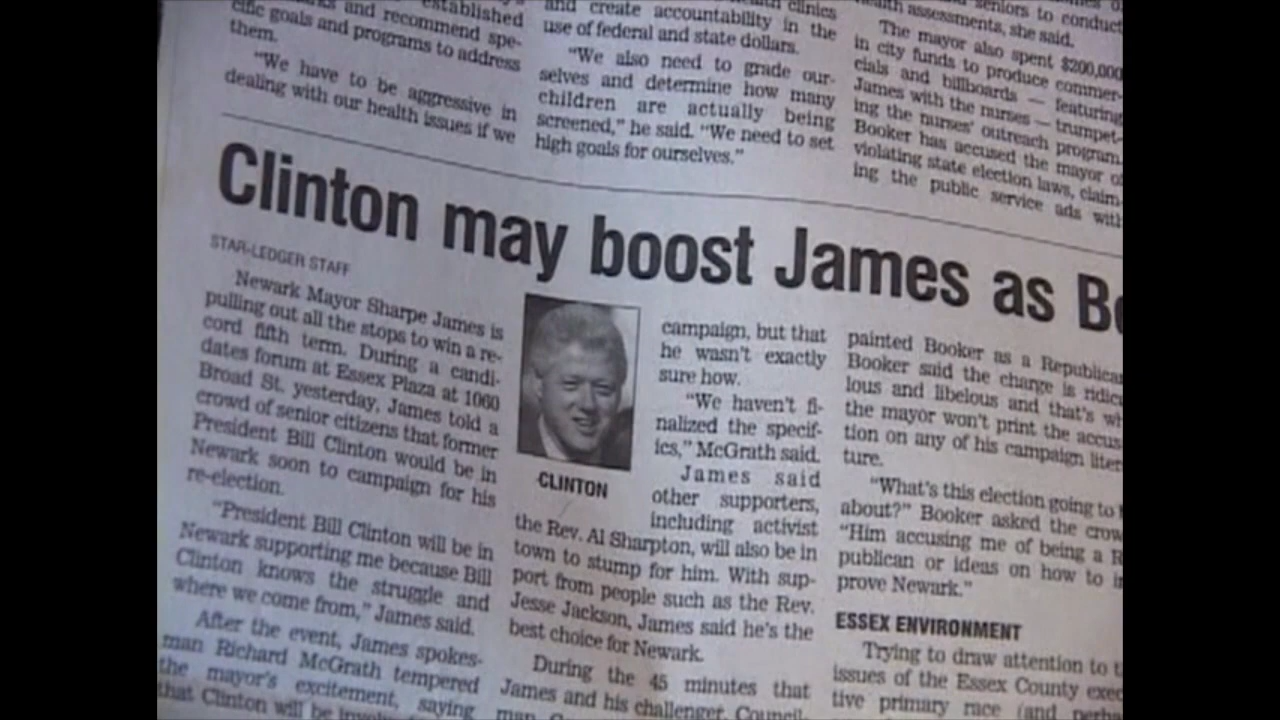 established
and recommend spe-
cific goals and programs to address
them.
"We have to be aggressive in
dealing with our health issues if we
clinics
and create accountability in the
use of federal and state dollars.
"We also need to grade our-
selves and determine how many
children are actually being
screened," he said. "We need to set
high goals for ourselves."
seniors to conduct
health assessments, she said.
The mayor also spent $200,000
in city funds to produce commer-
cials and billboards — featuring
James with the nurses — trumpet-
ing the nurses' outreach program.
Booker has accused the mayor of
violating state election laws, claim-
ing the public service ads with
Clinton may boost James as
STAR-LEDGER STAFF
Newark Mayor Sharpe James is
pulling out all the stops to win a re-
cord fifth term. During a candi-
dates forum at Essex Plaza at 1060
Broad St. yesterday, James told a
crowd of senior citizens that former
President Bill Clinton would be in
Newark soon to campaign for his
re-election.
"President Bill Clinton will be in
Newark supporting me because Bill
Clinton knows the struggle and
where we come from," James said.
After the event, James spokes-
man Richard McGrath tempered
the mayor's excitement, saying
that Clinton will be
CLINTON
campaign, but that
he wasn't exactly
sure how.
"We haven't fi-
nalized the specif-
ics," McGrath said.
James said
other supporters,
including activist
the Rev. Al Sharpton, will also be in
town to stump for him. With sup-
port from people such as the Rev.
Jesse Jackson, James said he's the
best choice for Newark.
During the 45 minutes that
James and his challenger, Council-
man
painted Booker as a
Booker said the charge is
lous and libelous and that's
the mayor won't print the
tion on any of his campaign
ture.
"What's this election going to
about?" Booker asked the
"Him accusing me of being a
publican or ideas on how to
prove Newark."
ESSEX ENVIRONMENT
Trying to draw attention to
issues of the Essex County
tive primary race (and